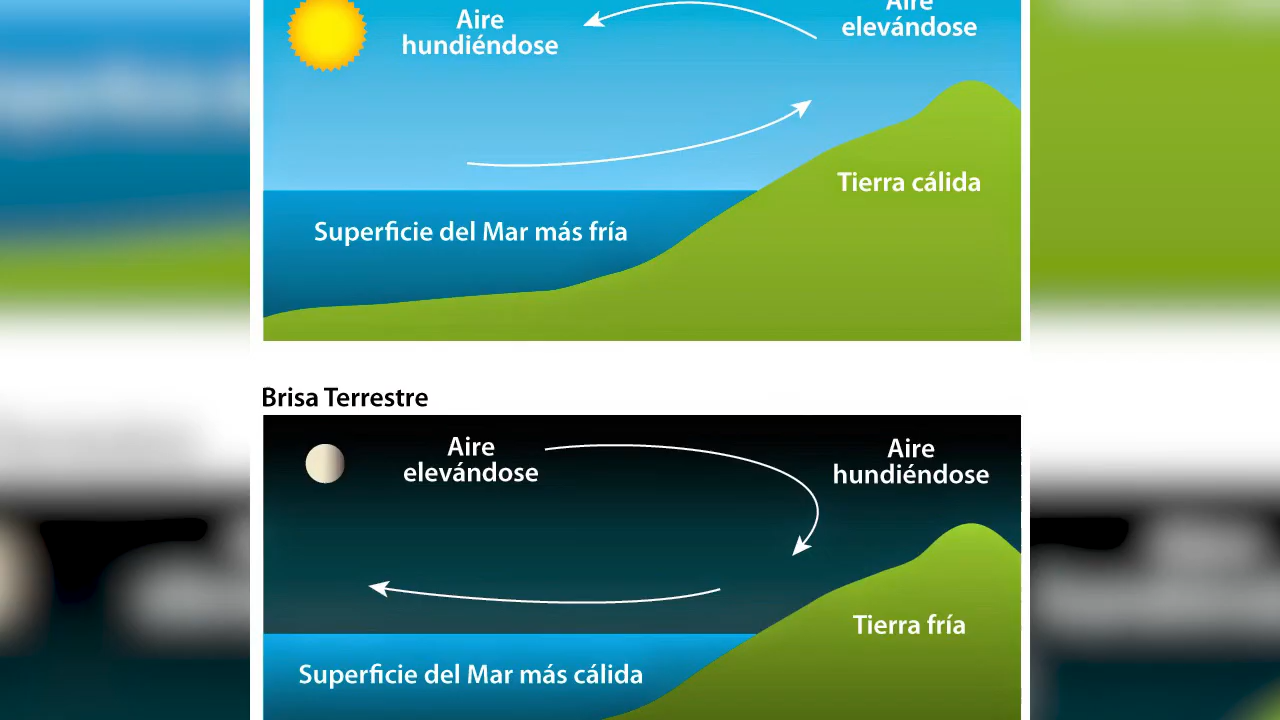 Aire
hundiéndose
Aire
elevándose
Tierra cálida
Superficie del Mar más fría
Brisa Terrestre
Aire
elevándose
Aire
hundiéndose
Tierra fría
Superficie del Mar más cálida